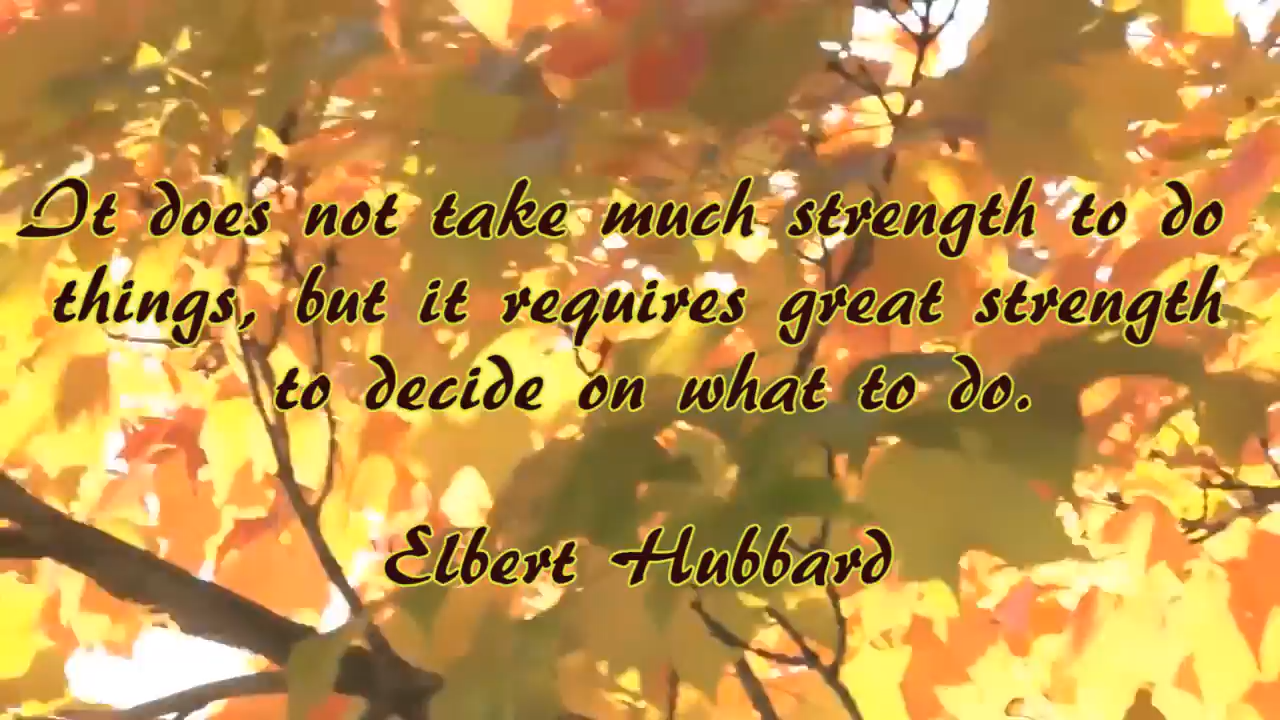 It does not take much strength to do
things, but it requires great strength
to decide on what to do.
Elbert Hubbard